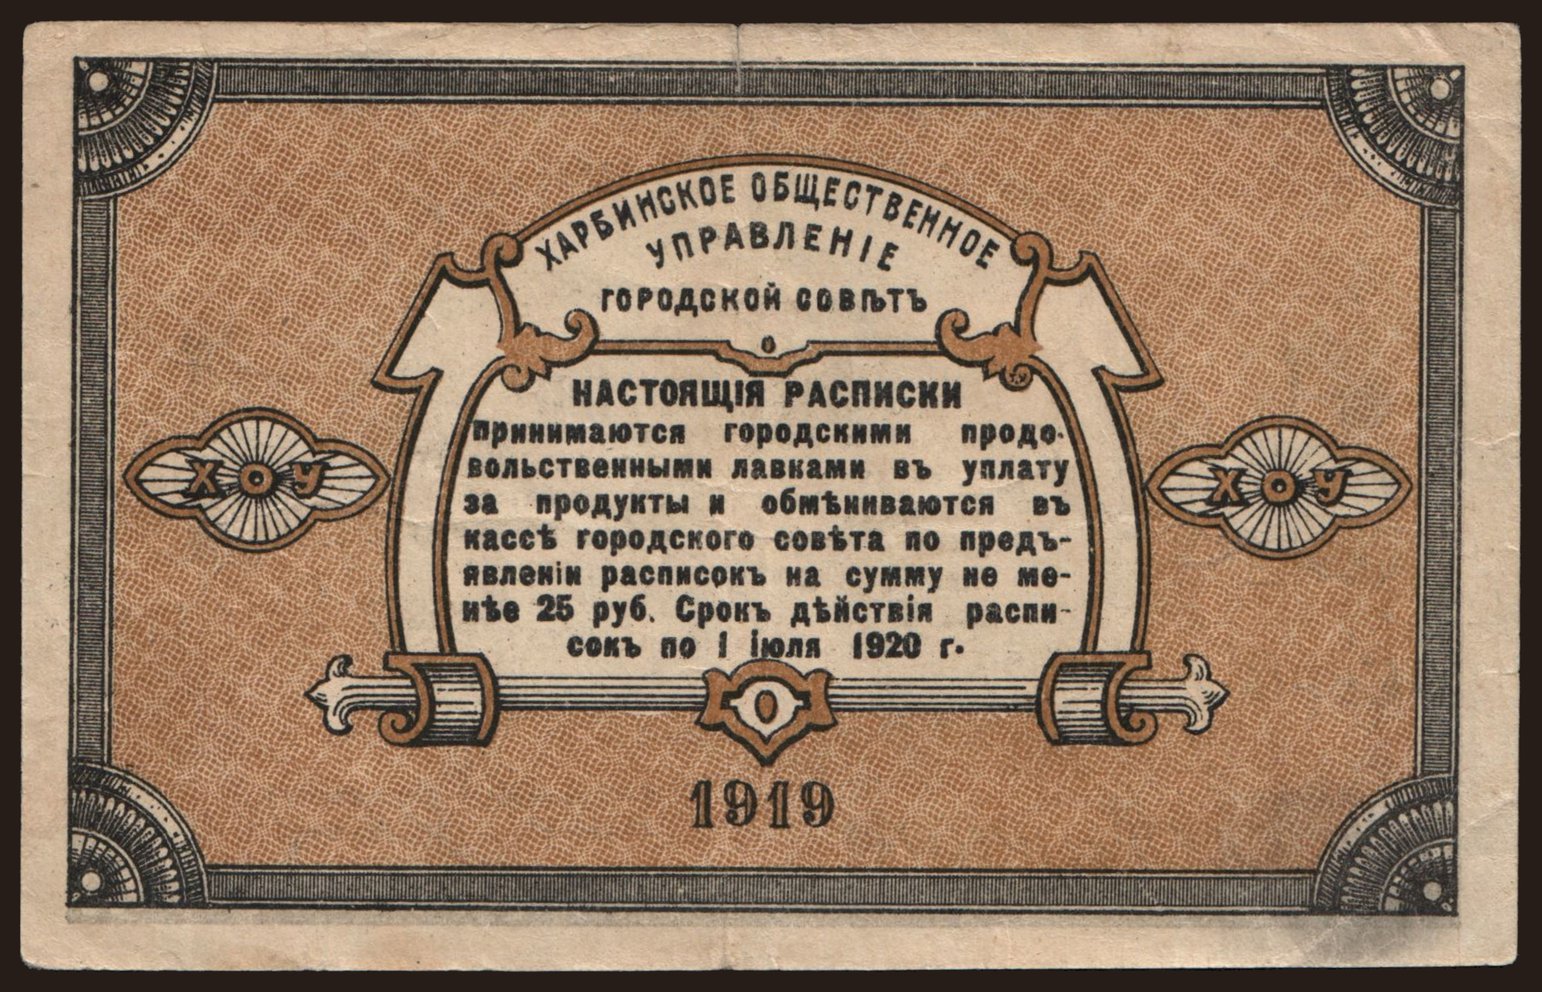 ХАРБИНСКОЕ ОБЩЕСТВЕННОЕ
УПРАВЛЕНІЕ
ГОРОДСКОЙ СОВѢТЪ
НАСТОЯЩІЯ РАСПИСКИ
принимаются городскими продо-
вольственными лавками въ уплату
за продукты и обмѣниваются въ
кассѣ городского совѣта по предъ-
явленіи расписокъ на сумму не ме-
нѣе 25 руб. Срокъ дѣйствія распи-
сокъ по 1 іюля 1920 г.
ХОУ
ХОУ
1919